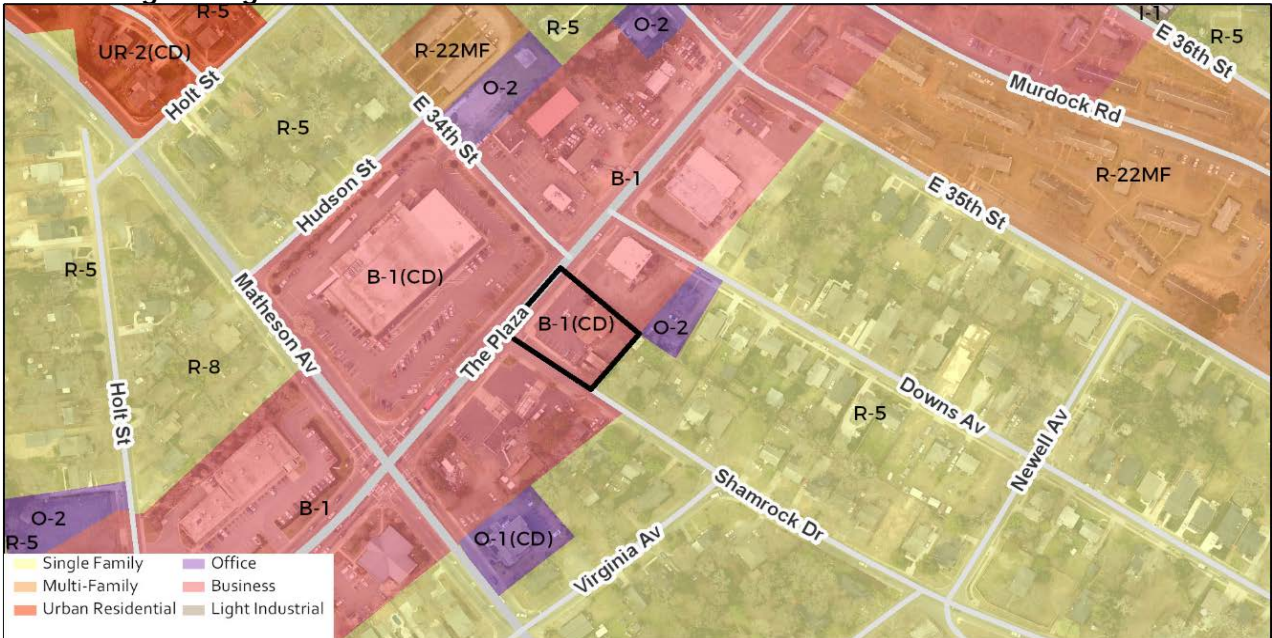 R-5
I-1
E 36th St
R-5
UR-2(CD)
Holt St
R-22MF
R-5
O-2
O-2
Murdock Rd
R-5
E 34th St
B-1
R-22MF
E 35th St
Hudson St
R-5
B-1(CD)
Matheson Av
The Plaza
B-1(CD)
O-2
R-8
Holt St
R-5
Downs Av
Newell Av
Shamrock Dr
O-2
R-5
B-1
O-1(CD)
Virginia Av
Single Family
Office
Multi-Family
Business
Urban Residential
Light Industrial